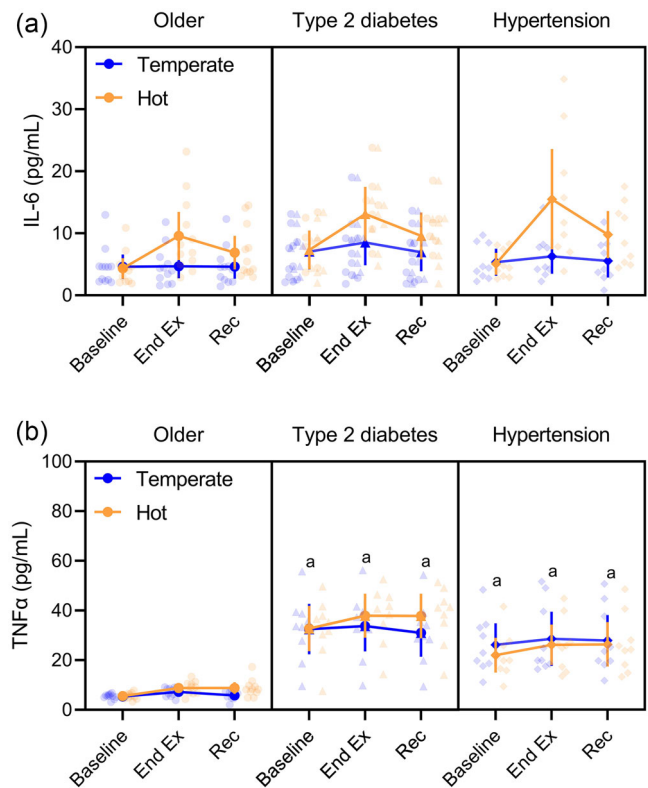 (a) Older Type 2 diabetes Hypertension
40
30
20
10
0
IL-6 (pg/mL)
Temperate
Hot
Baseline End Ex Rec Baseline End Ex Rec Baseline End Ex Rec
(b) Older Type 2 diabetes Hypertension
100
80
60
40
20
0
TNFα (pg/mL)
Temperate
Hot
a a a a a a
Baseline End Ex Rec Baseline End Ex Rec Baseline End Ex Rec